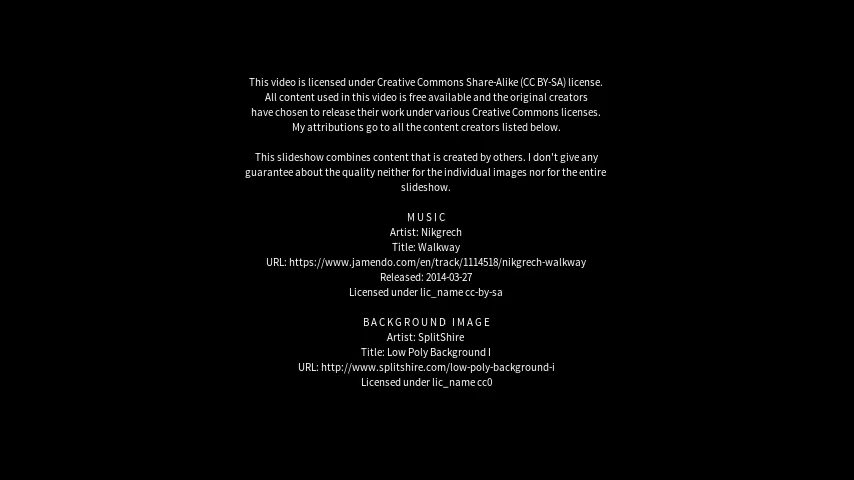 This video is licensed under Creative Commons Share-Alike (CC BY-SA) license.
All content used in this video is free available and the original creators
have chosen to release their work under various Creative Commons licenses.
My attributions go to all the content creators listed below.
This slideshow combines content that is created by others. I don't give any
guarantee about the quality neither for the individual images nor for the entire
slideshow.
M U S I C
Artist: Nikgrech
Title: Walkway
URL: https://www.jamendo.com/en/track/1114518/nikgrech-walkway
Released: 2014-03-27
Licensed under lic_name cc-by-sa
B A C K G R O U N D   I M A G E
Artist: SplitShire
Title: Low Poly Background I
URL: http://www.splitshire.com/low-poly-background-i
Licensed under lic_name cc0